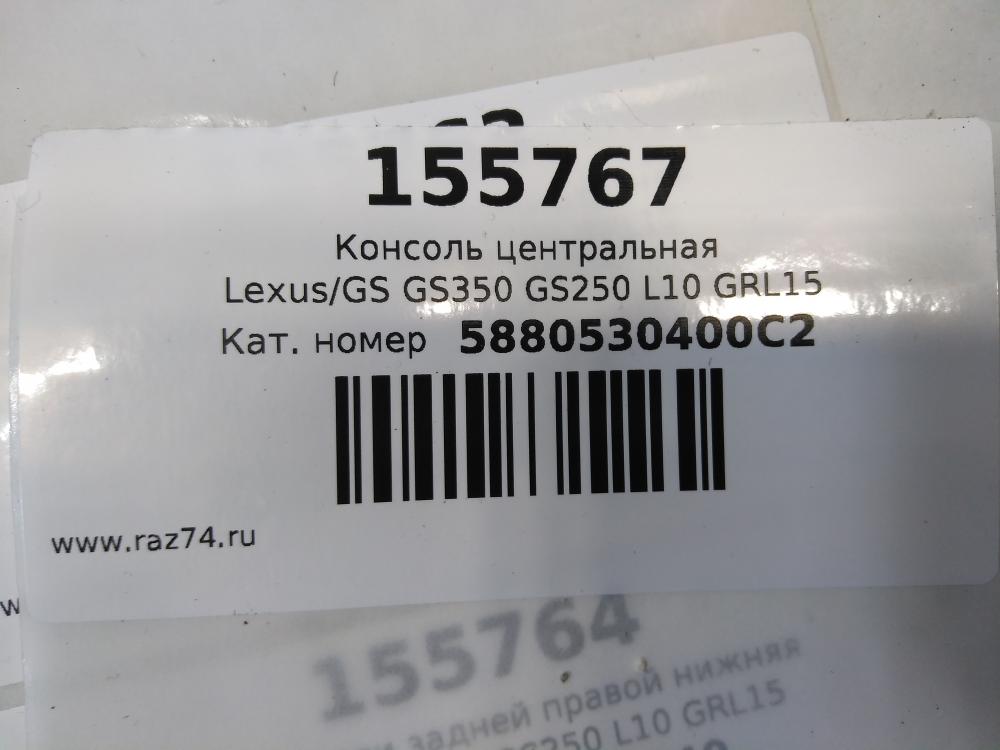 155767
Консоль центральная
Lexus/GS GS350 GS250 L10 GRL15
Кат. номер 5880530400C2
www.raz74.ru
155764
задней правой нижняя
GS250 L10 GRL15